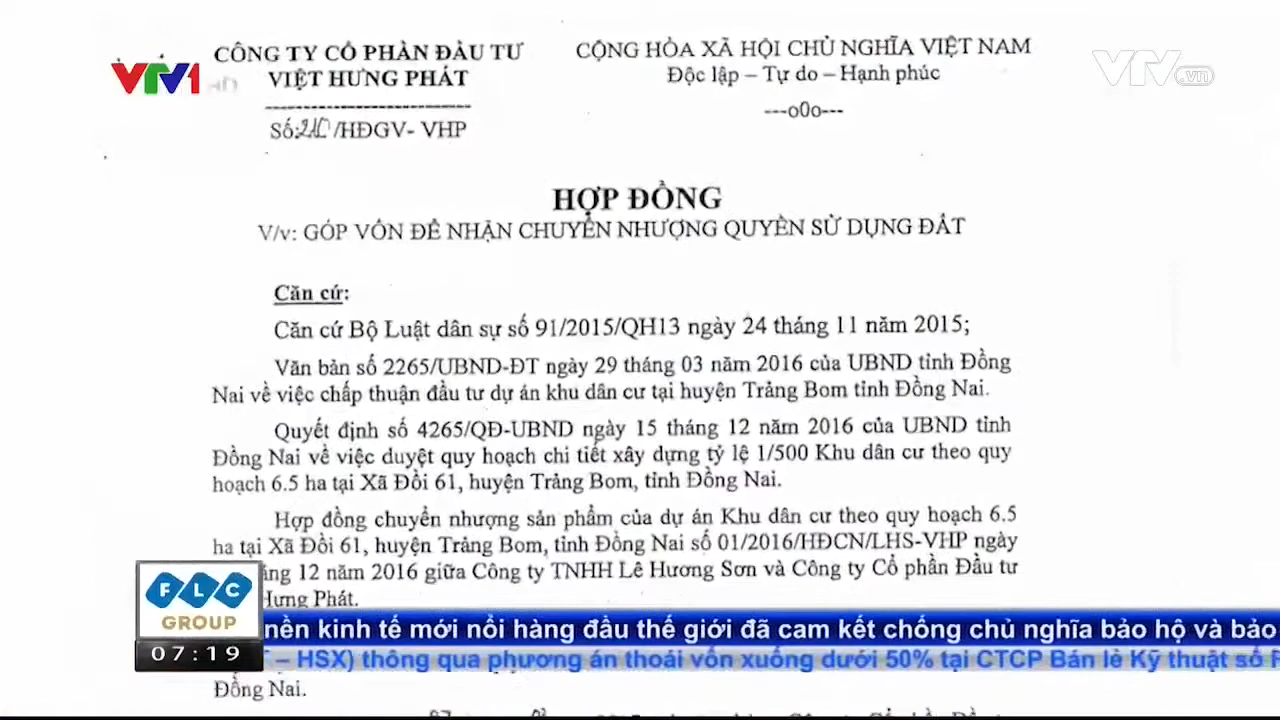 VTV1
VTV.vn
CÔNG TY CỔ PHẦN ĐẦU TƯ
VIỆT HƯNG PHÁT
CỘNG HÒA XÃ HỘI CHỦ NGHĨA VIỆT NAM
Độc lập – Tự do – Hạnh phúc
---o0o---
Số: /HĐGV- VHP
HỢP ĐỒNG
V/v: GÓP VỐN ĐỂ NHẬN CHUYỂN NHƯỢNG QUYỀN SỬ DỤNG ĐẤT
Căn cứ:
Căn cứ Bộ Luật dân sự số 91/2015/QH13 ngày 24 tháng 11 năm 2015;
Văn bản số 2265/UBND-ĐT ngày 29 tháng 03 năm 2016 của UBND tỉnh Đồng
Nai về việc chấp thuận đầu tư dự án khu dân cư tại huyện Trảng Bom tỉnh Đồng Nai.
Quyết định số 4265/QĐ-UBND ngày 15 tháng 12 năm 2016 của UBND tỉnh
Đồng Nai về việc duyệt quy hoạch chi tiết xây dựng tỷ lệ 1/500 Khu dân cư theo quy
hoạch 6.5 ha tại Xã Đồi 61, huyện Trảng Bom, tỉnh Đồng Nai.
Hợp đồng chuyển nhượng sản phẩm của dự án Khu dân cư theo quy hoạch 6.5
ha tại Xã Đồi 61, huyện Trảng Bom, tỉnh Đồng Nai số 01/2016/HĐCN/LHS-VHP ngày
áng 12 năm 2016 giữa Công ty TNHH Lê Hương Sơn và Công ty Cổ phần Đầu tư
Hưng Phát.
FLC
GROUP
07:19
nền kinh tế mới nổi hàng đầu thế giới đã cam kết chống chủ nghĩa bảo hộ và bảo
T – HSX) thông qua phương án thoái vốn xuống dưới 50% tại CTCP Bán lẻ Kỹ thuật số
Đồng Nai.